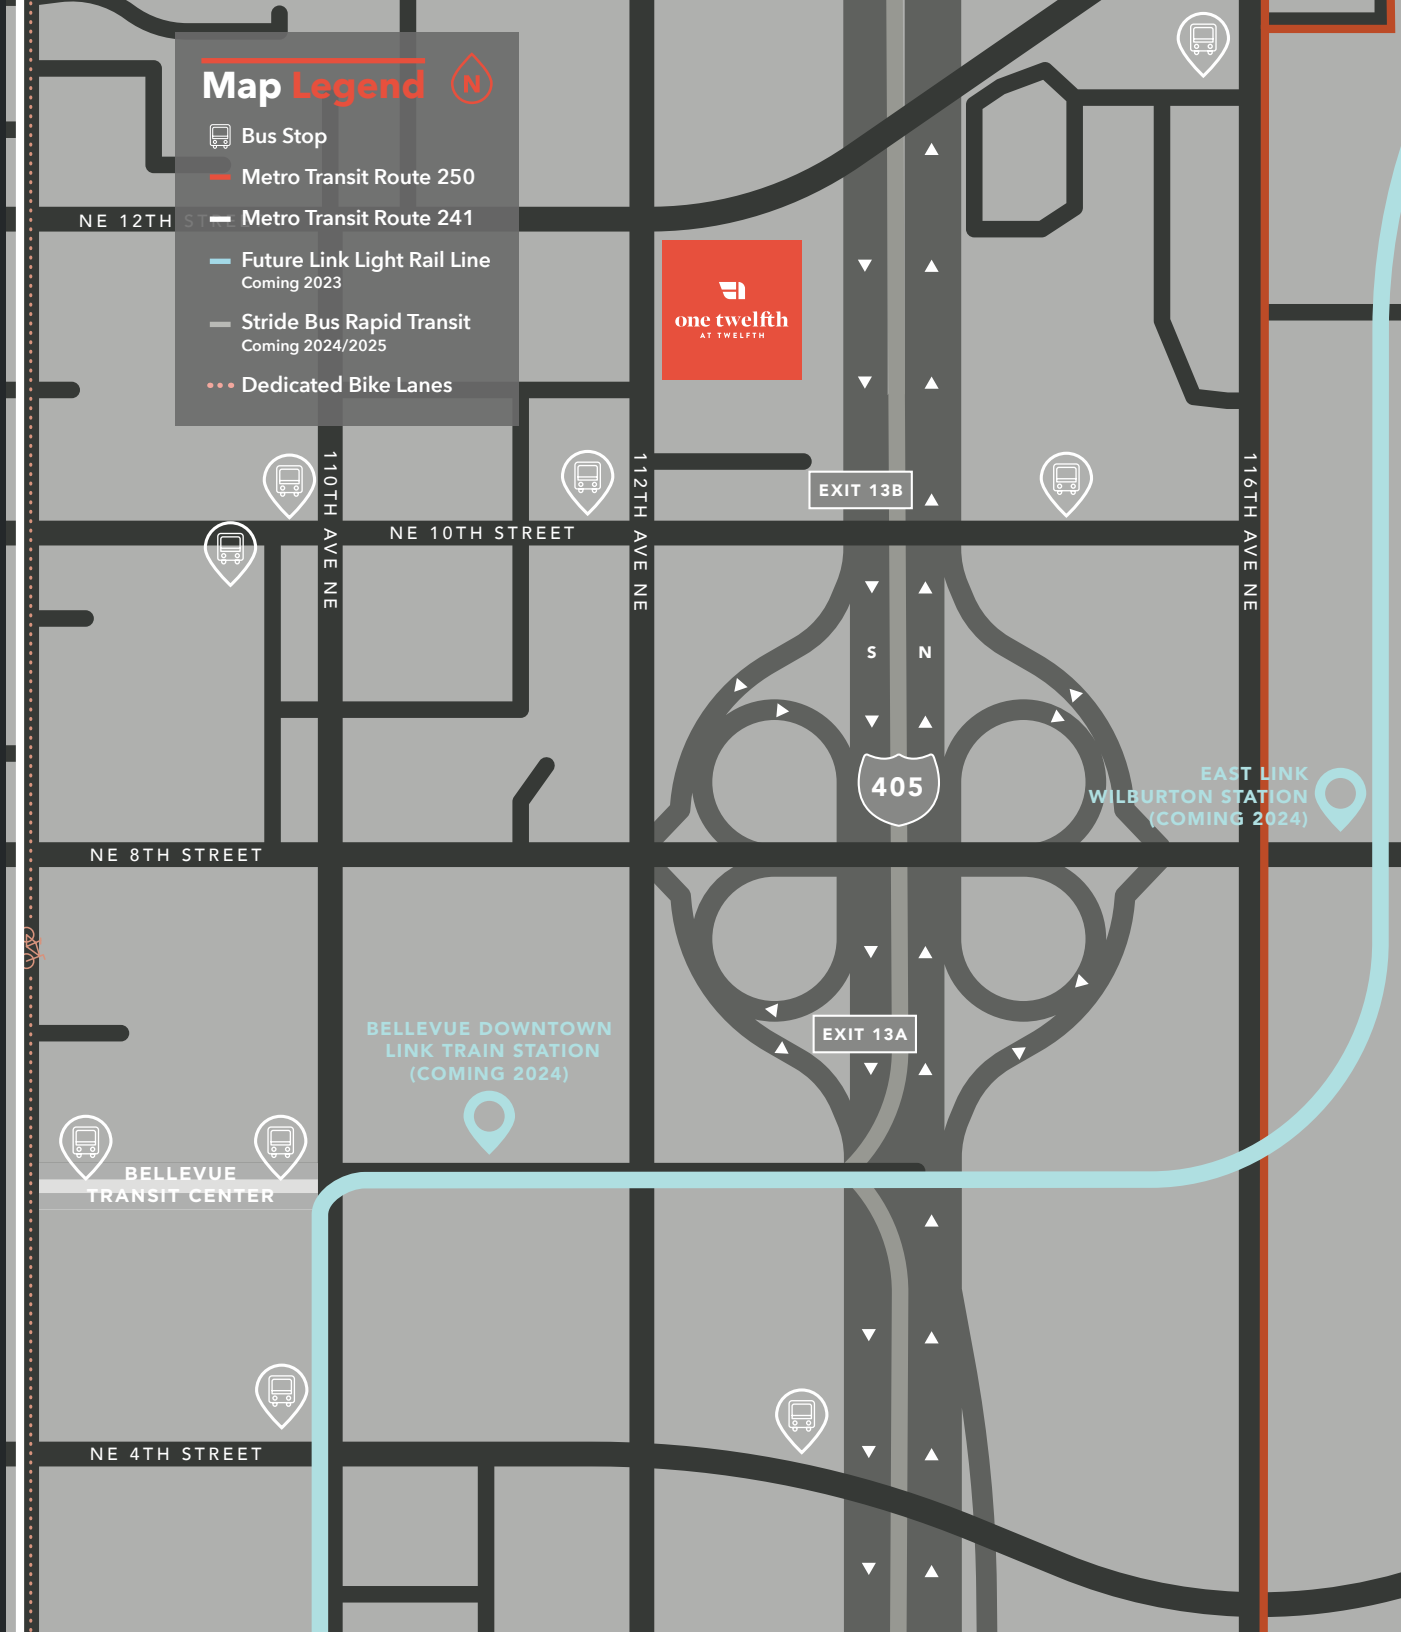 Map Legend
N
Bus Stop
Metro Transit Route 250
Metro Transit Route 241
Future Link Light Rail Line
Coming 2023
Stride Bus Rapid Transit
Coming 2024/2025
Dedicated Bike Lanes
NE 12TH STREET
one twelfth
AT TWELFTH
110TH AVE NE
112TH AVE NE
116TH AVE NE
EXIT 13B
NE 10TH STREET
S
N
405
EAST LINK
WILBURTON STATION
(COMING 2024)
NE 8TH STREET
BELLEVUE DOWNTOWN
LINK TRAIN STATION
(COMING 2024)
EXIT 13A
BELLEVUE
TRANSIT CENTER
NE 4TH STREET